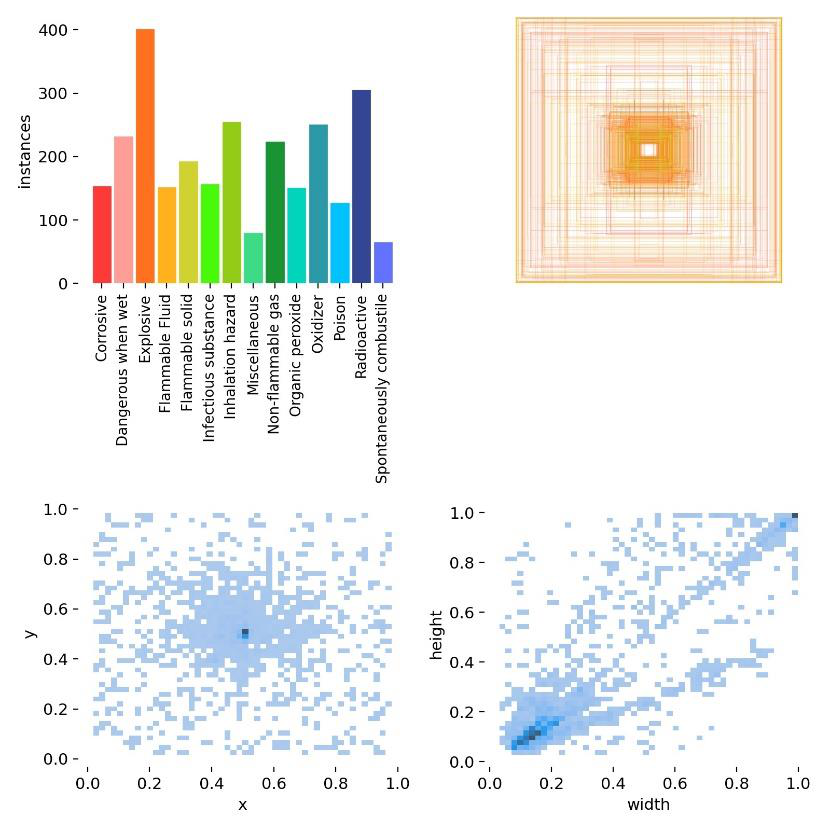 400
300
200
100
0
instances
Corrosive
Dangerous when wet
Explosive
Flammable Fluid
Flammable solid
Infectious substance
Inhalation hazard
Miscellaneous
Non-flammable gas
Organic peroxide
Oxidizer
Poison
Radioactive
Spontaneously combustile
1.0
0.8
0.6
0.4
0.2
0.0
y
0.0 0.2 0.4 0.6 0.8 1.0
x
1.0
0.8
0.6
0.4
0.2
0.0
height
0.0 0.2 0.4 0.6 0.8 1.0
width